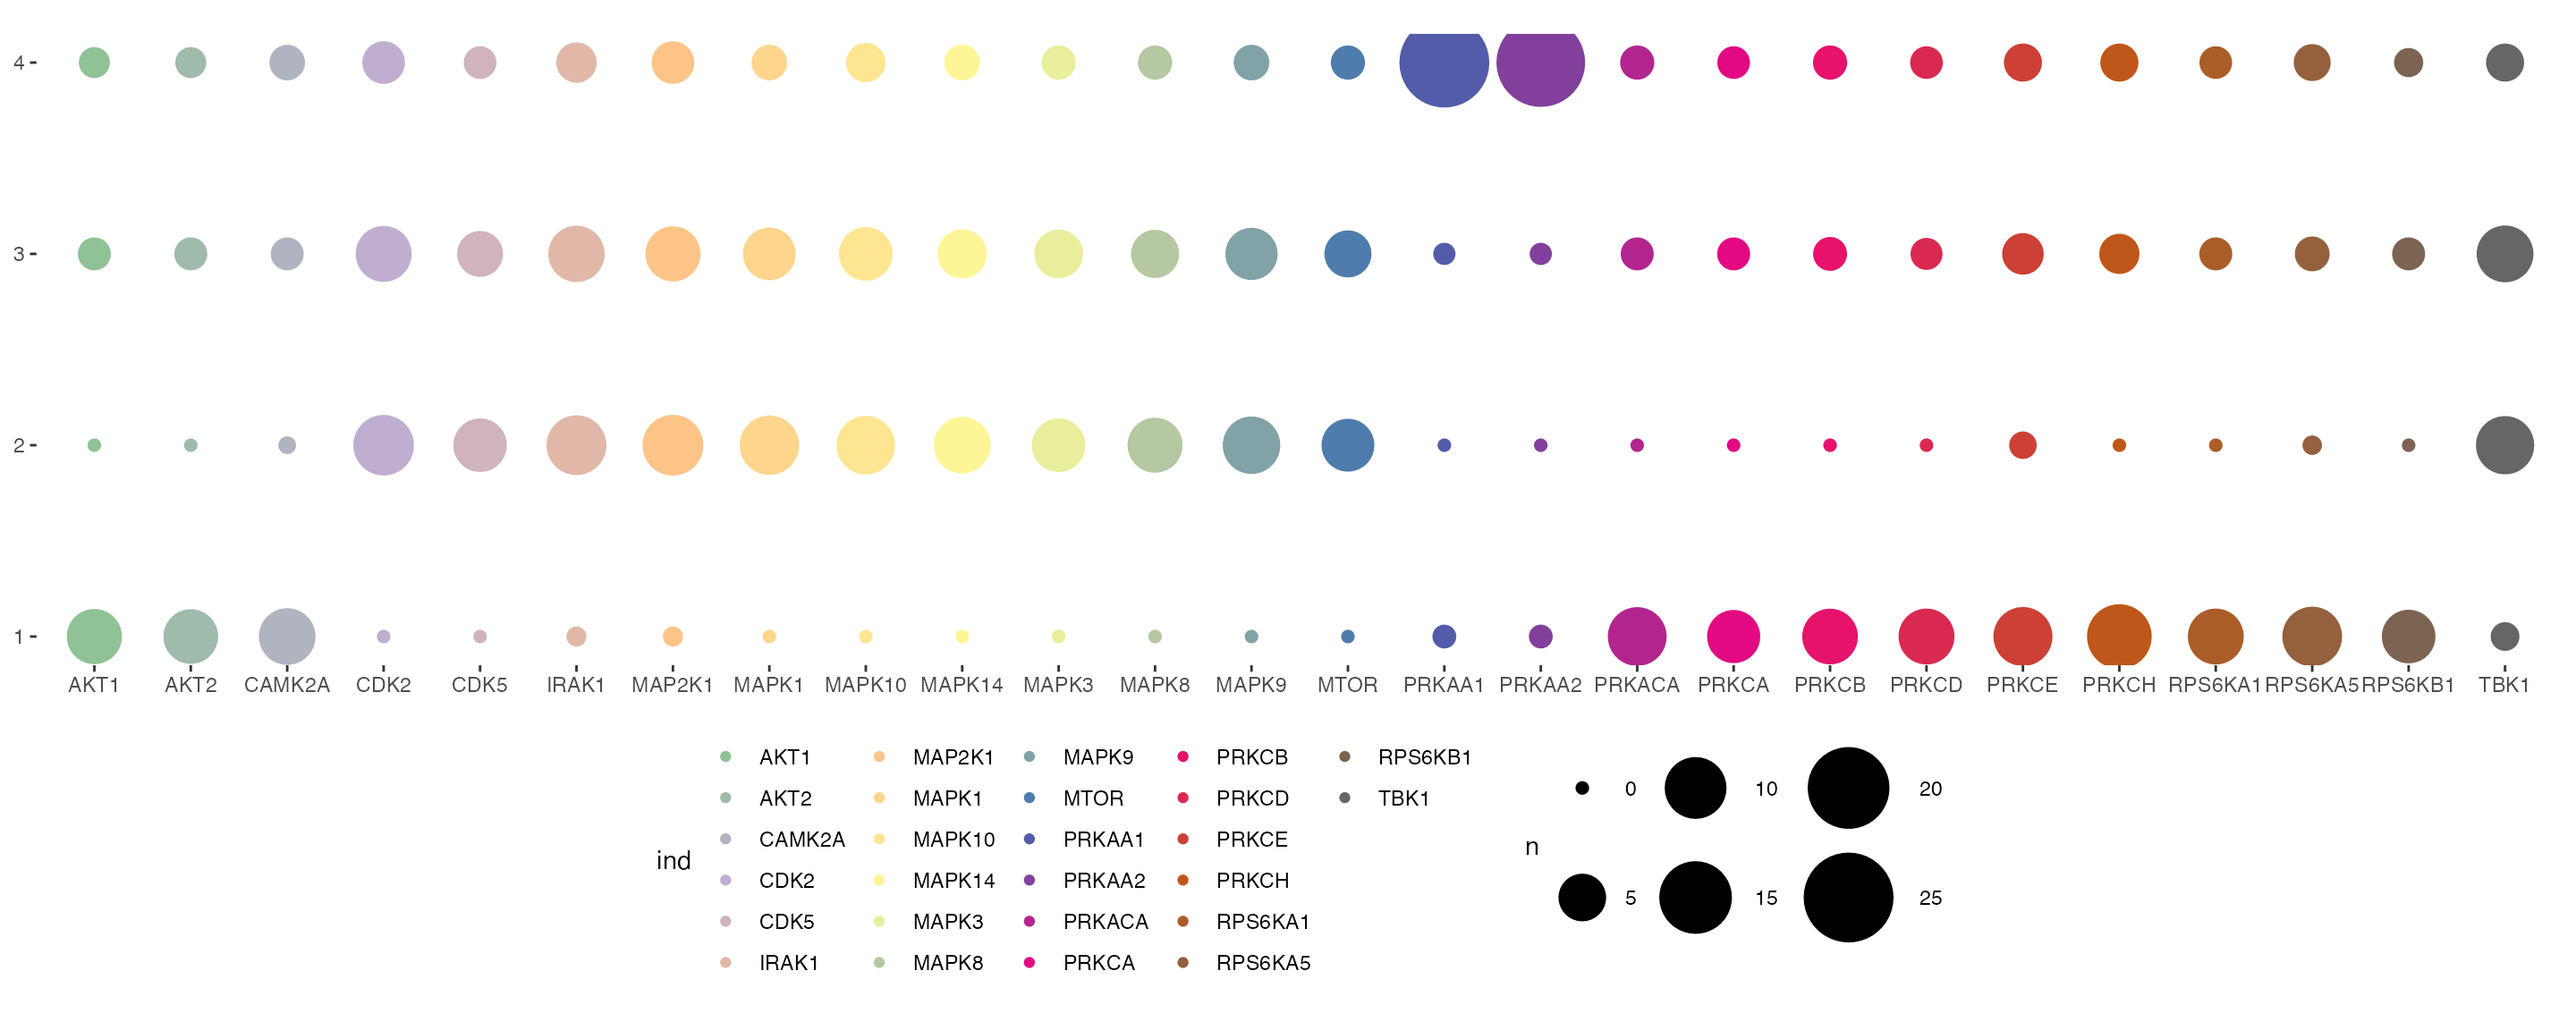 4
3
2
1
AKT1 AKT2 CAMK2A CDK2 CDK5 IRAK1 MAP2K1 MAPK1 MAPK10 MAPK14 MAPK3 MAPK8 MAPK9 MTOR PRKAA1 PRKAA2 PRKACA PRKCA PRKCB PRKCD PRKCE PRKCH RPS6KA1 RPS6KA5 RPS6KB1 TBK1
ind
AKT1
AKT2
CAMK2A
CDK2
CDK5
IRAK1
MAP2K1
MAPK1
MAPK10
MAPK14
MAPK3
MAPK8
MAPK9
MTOR
PRKAA1
PRKAA2
PRKACA
PRKCA
PRKCB
PRKCD
PRKCE
PRKCH
RPS6KA1
RPS6KA5
RPS6KB1
TBK1
n
0
5
10
15
20
25